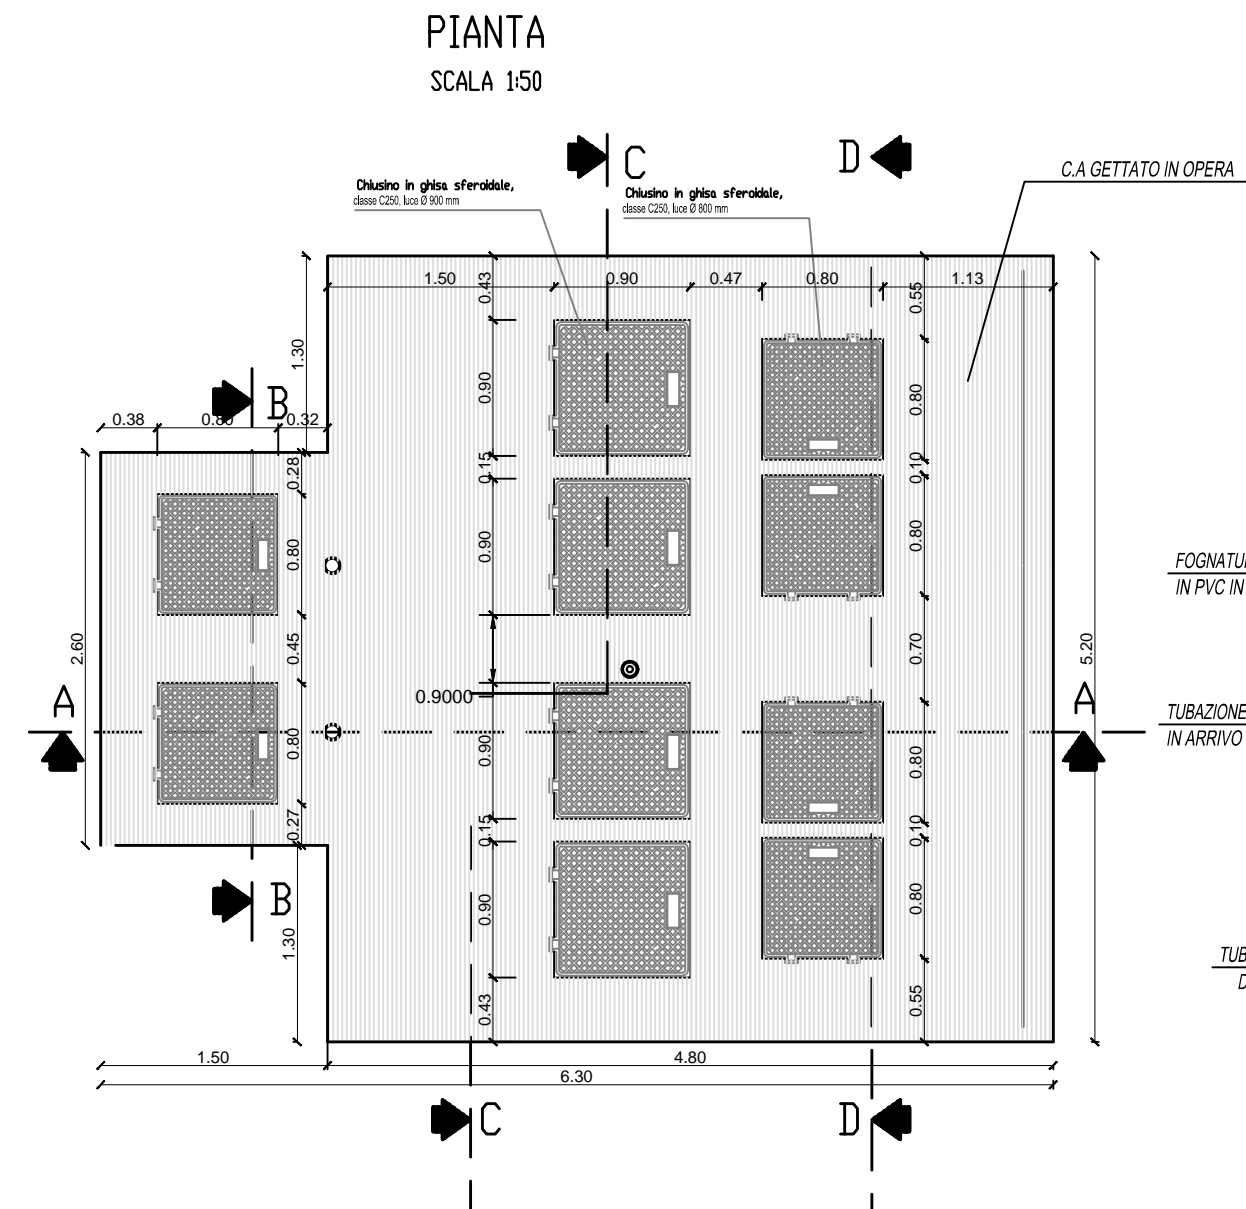 PIANTA
SCALA 1:50
C
D
C.A GETTATO IN OPERA
Chiusino in ghisa sferoidale,
classe C250, luce Ø 900 mm
Chiusino in ghisa sferoidale,
classe C250, luce Ø 800 mm
1.50
0.90
0.47
0.80
1.13
0.43
0.55
1.30
0.90
0.80
B
0.38
0.80
0.32
0.28
0.15
0.10
0.80
0.90
0.80
FOGNATU
IN PVC IN
2.60
0.45
0.70
5.20
A
0.9000
A
TUBAZIONE
IN ARRIVO
0.80
0.90
0.80
0.27
0.15
0.10
B
1.30
0.90
0.80
TUB
D
0.43
0.55
1.50
4.80
6.30
C
D